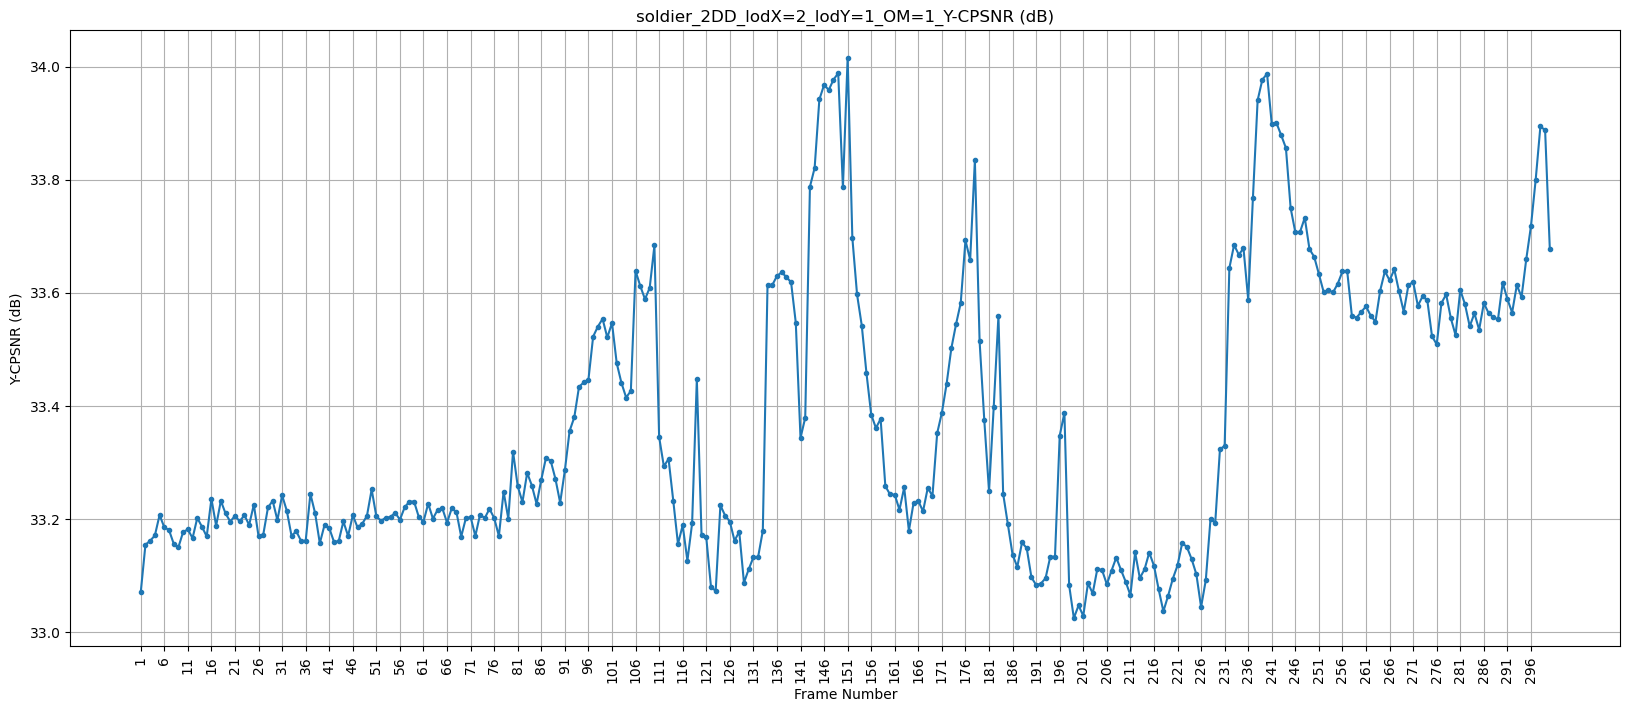 soldier_2DD_lodX=2_lodY=1_OM=1_Y-CPSNR (dB)
Y-CPSNR (dB)
34.0
33.8
33.6
33.4
33.2
33.0
1 6 11 16 21 26 31 36 41 46 51 56 61 66 71 76 81 86 91 96 101 106 111 116 121 126 131 136 141 146 151 156 161 166 171 176 181 186 191 196 201 206 211 216 221 226 231 236 241 246 251 256 261 266 271 276 281 286 291 296
Frame Number